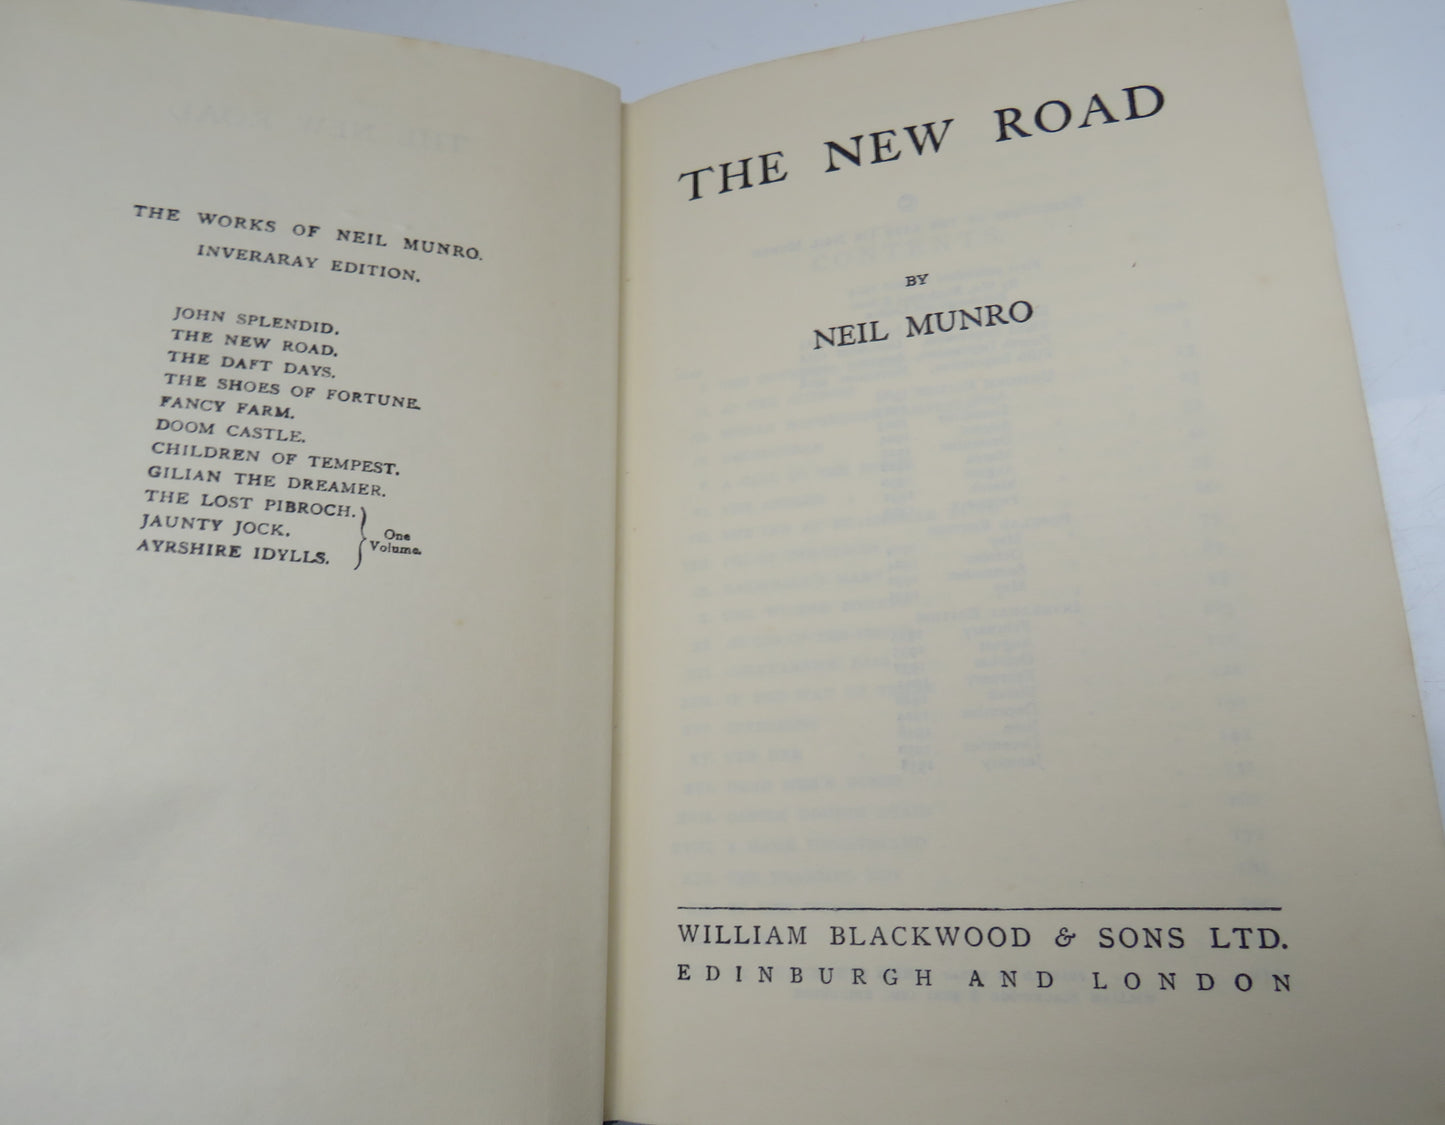 THE WORKS OF NEIL MUNRO.
INVERARAY EDITION.
JOHN SPLENDID.
THE NEW ROAD.
THE DAFT DAYS.
THE SHOES OF FORTUNE.
FANCY FARM.
DOOM CASTLE.
CHILDREN OF TEMPEST.
GILIAN THE DREAMER.
THE LOST PIBROCH.
JAUNTY JOCK.
AYRSHIRE IDYLLS.
One
Volume.
THE NEW ROAD
BY
NEIL MUNRO
WILLIAM BLACKWOOD & SONS LTD.
EDINBURGH AND LONDON